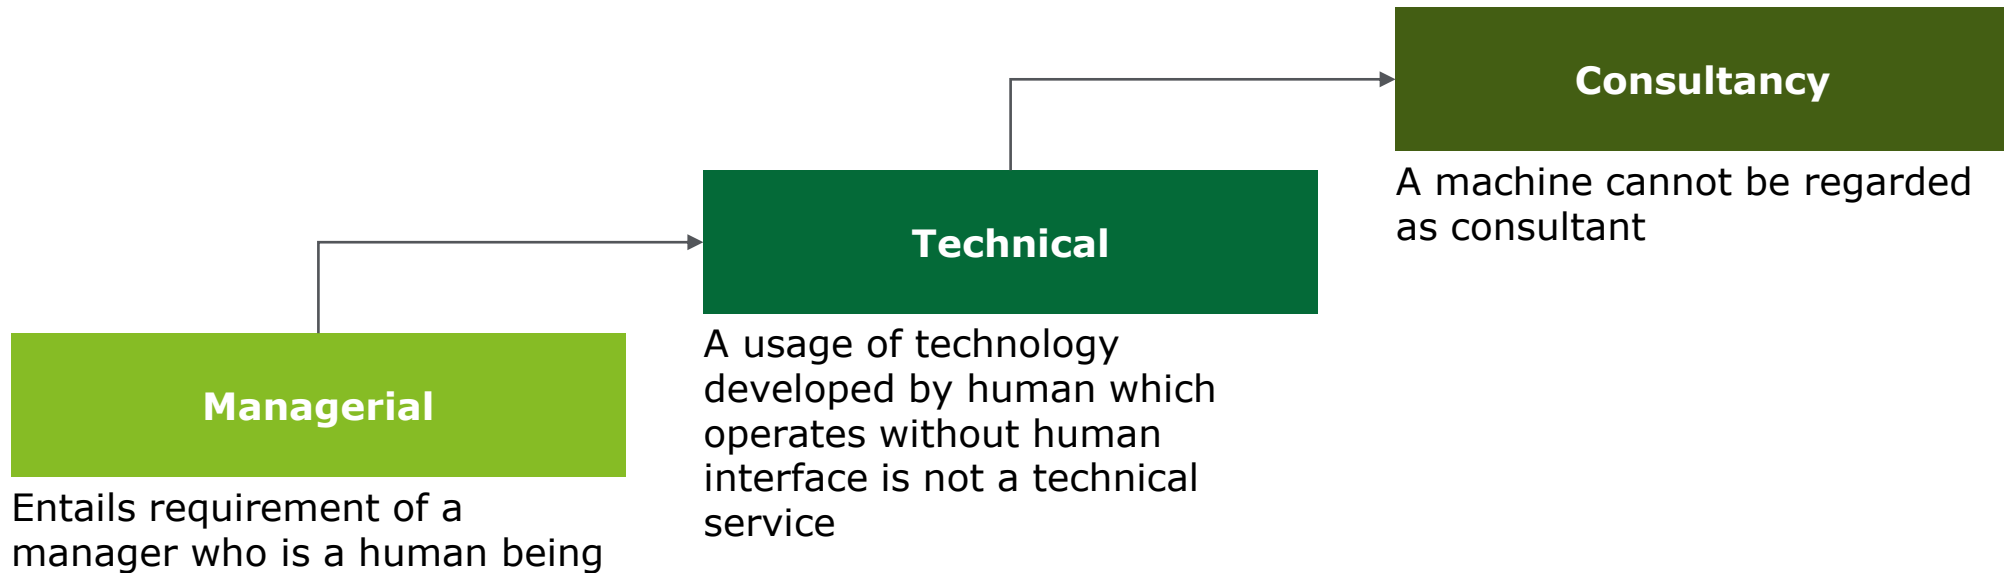 Managerial
Entails requirement of a
manager who is a human being
Technical
A usage of technology
developed by human which
operates without human
interface is not a technical
service
Consultancy
A machine cannot be regarded
as consultant